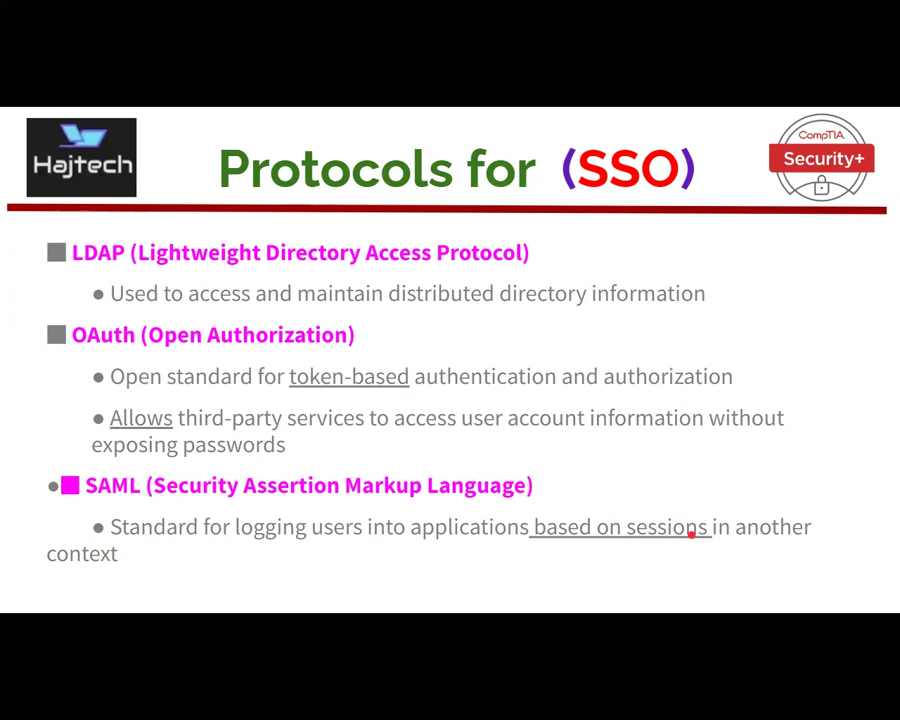 Hajtech
Protocols for (SSO)
CompTIA
Security+
LDAP (Lightweight Directory Access Protocol)
● Used to access and maintain distributed directory information
OAuth (Open Authorization)
● Open standard for token-based authentication and authorization
● Allows third-party services to access user account information without
exposing passwords
● SAML (Security Assertion Markup Language)
● Standard for logging users into applications based on sessions in another
context